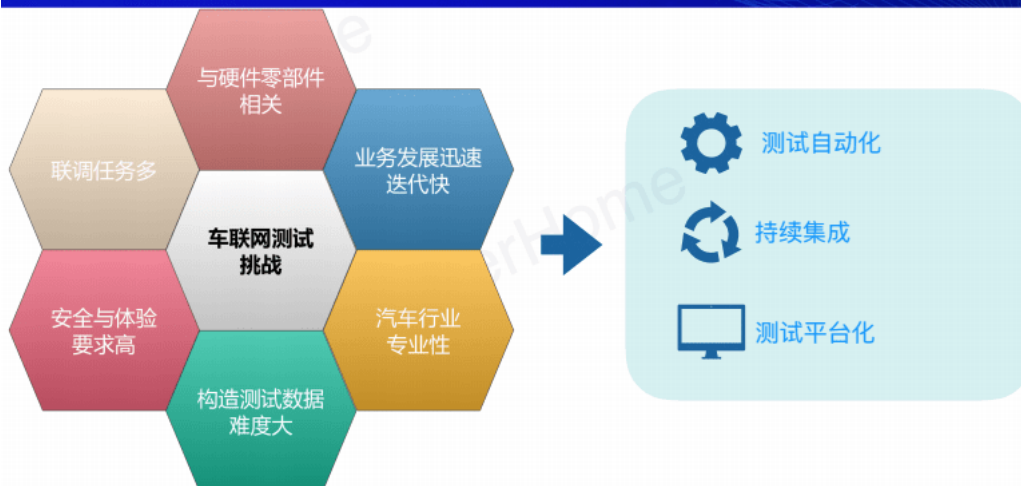 与硬件零部件
相关
联调任务多
业务发展迅速
迭代快
车联网测试
挑战
安全与体验
要求高
汽车行业
专业性
构造测试数据
难度大
测试自动化
持续集成
测试平台化
erHome